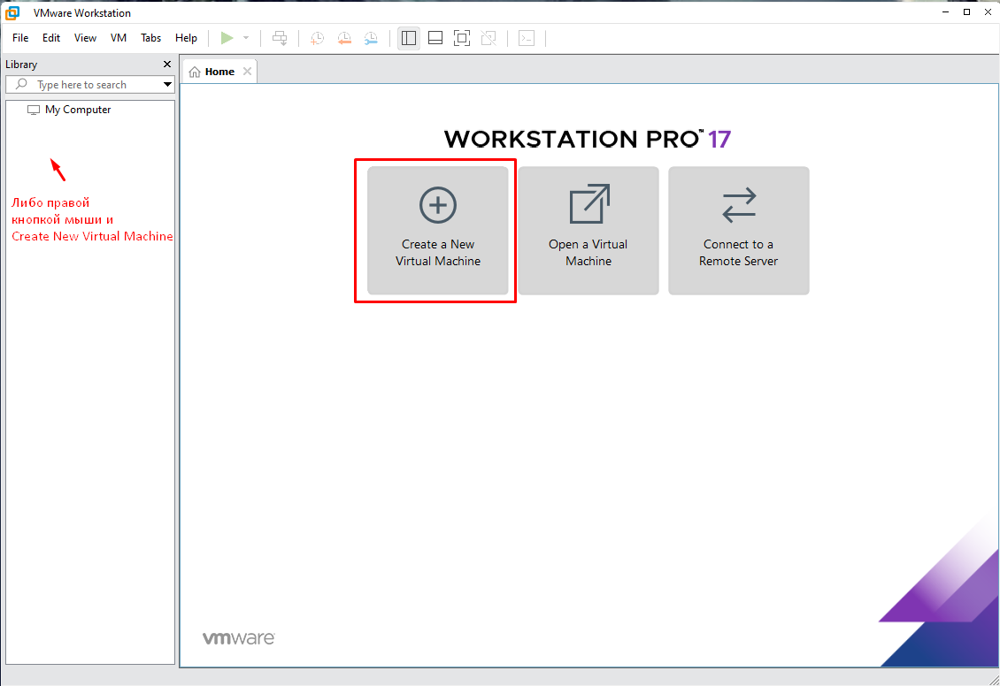 VMware Workstation
File Edit View VM Tabs Help
Library
Type here to search
My Computer
Либо правой
кнопкой мыши и
Create New Virtual Machine
Home
WORKSTATION PRO™ 17
Create a New
Virtual Machine
Open a Virtual
Machine
Connect to a
Remote Server
vmware